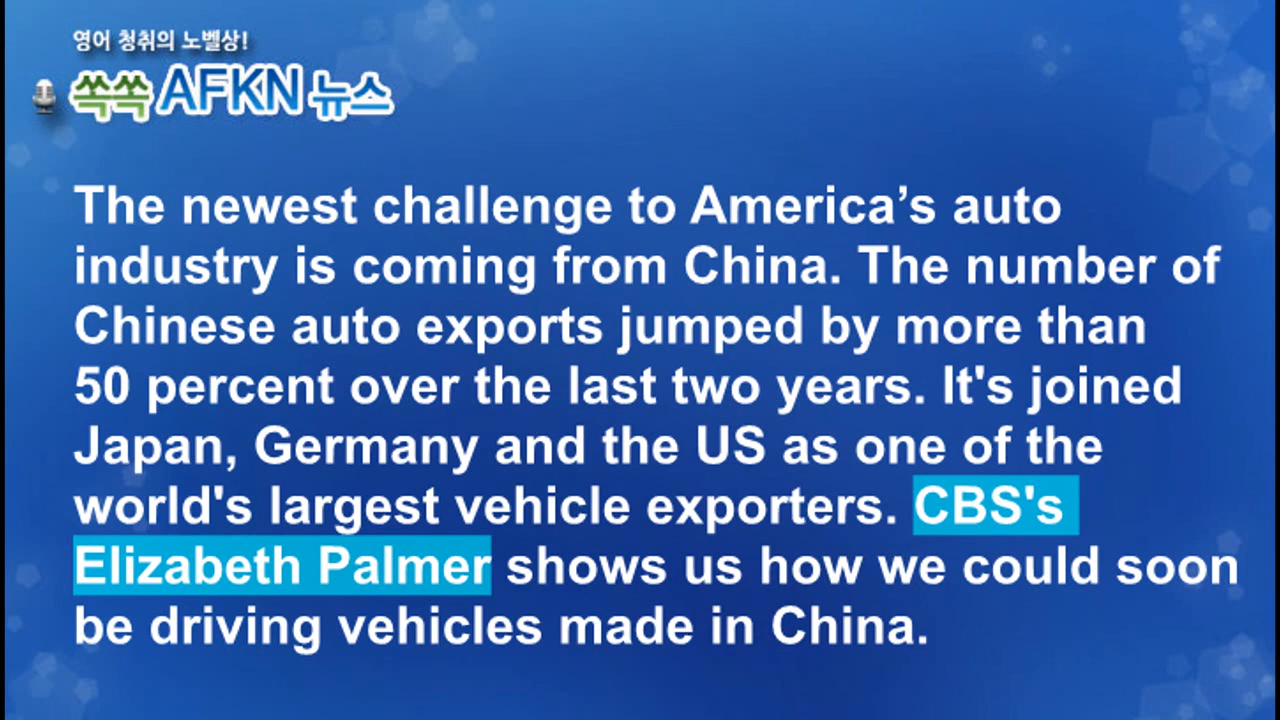 영어 청취의 노벨상!
쏙쏙 AFKN 뉴스
The newest challenge to America’s auto
industry is coming from China. The number of
Chinese auto exports jumped by more than
50 percent over the last two years. It's joined
Japan, Germany and the US as one of the
world's largest vehicle exporters. CBS's
Elizabeth Palmer shows us how we could soon
be driving vehicles made in China.